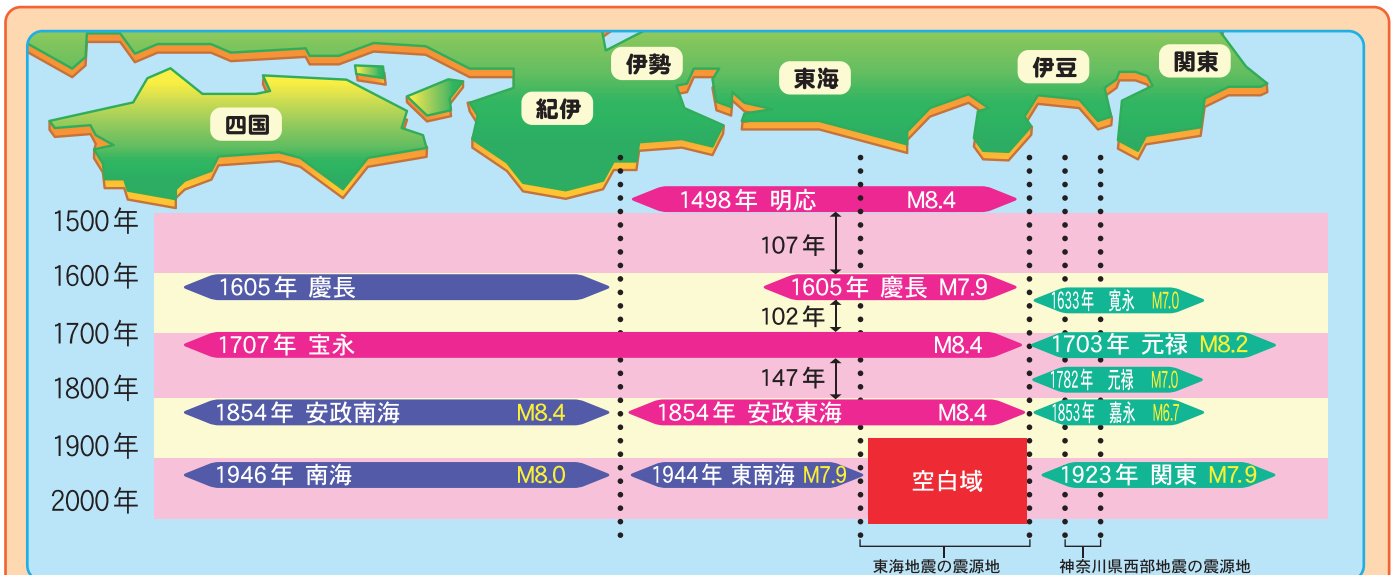 伊勢
関東
東海
伊豆
紀伊
四国
1498年 明応 M8.4
1500年
107年
1600年
1605年 慶長
1605年 慶長 M7.9
1633年 寛永 M7.0
102年
1700年
1707年 宝永 M8.4
1703年 元禄 M8.2
147年
1782年 元禄 M7.0
1800年
1854年 安政南海 M8.4
1854年 安政東海 M8.4
1853年 嘉永 M6.7
1900年
1946年 南海 M8.0
1944年 東南海 M7.9
空白域
1923年 関東 M7.9
2000年
東海地震の震源地
神奈川県西部地震の震源地